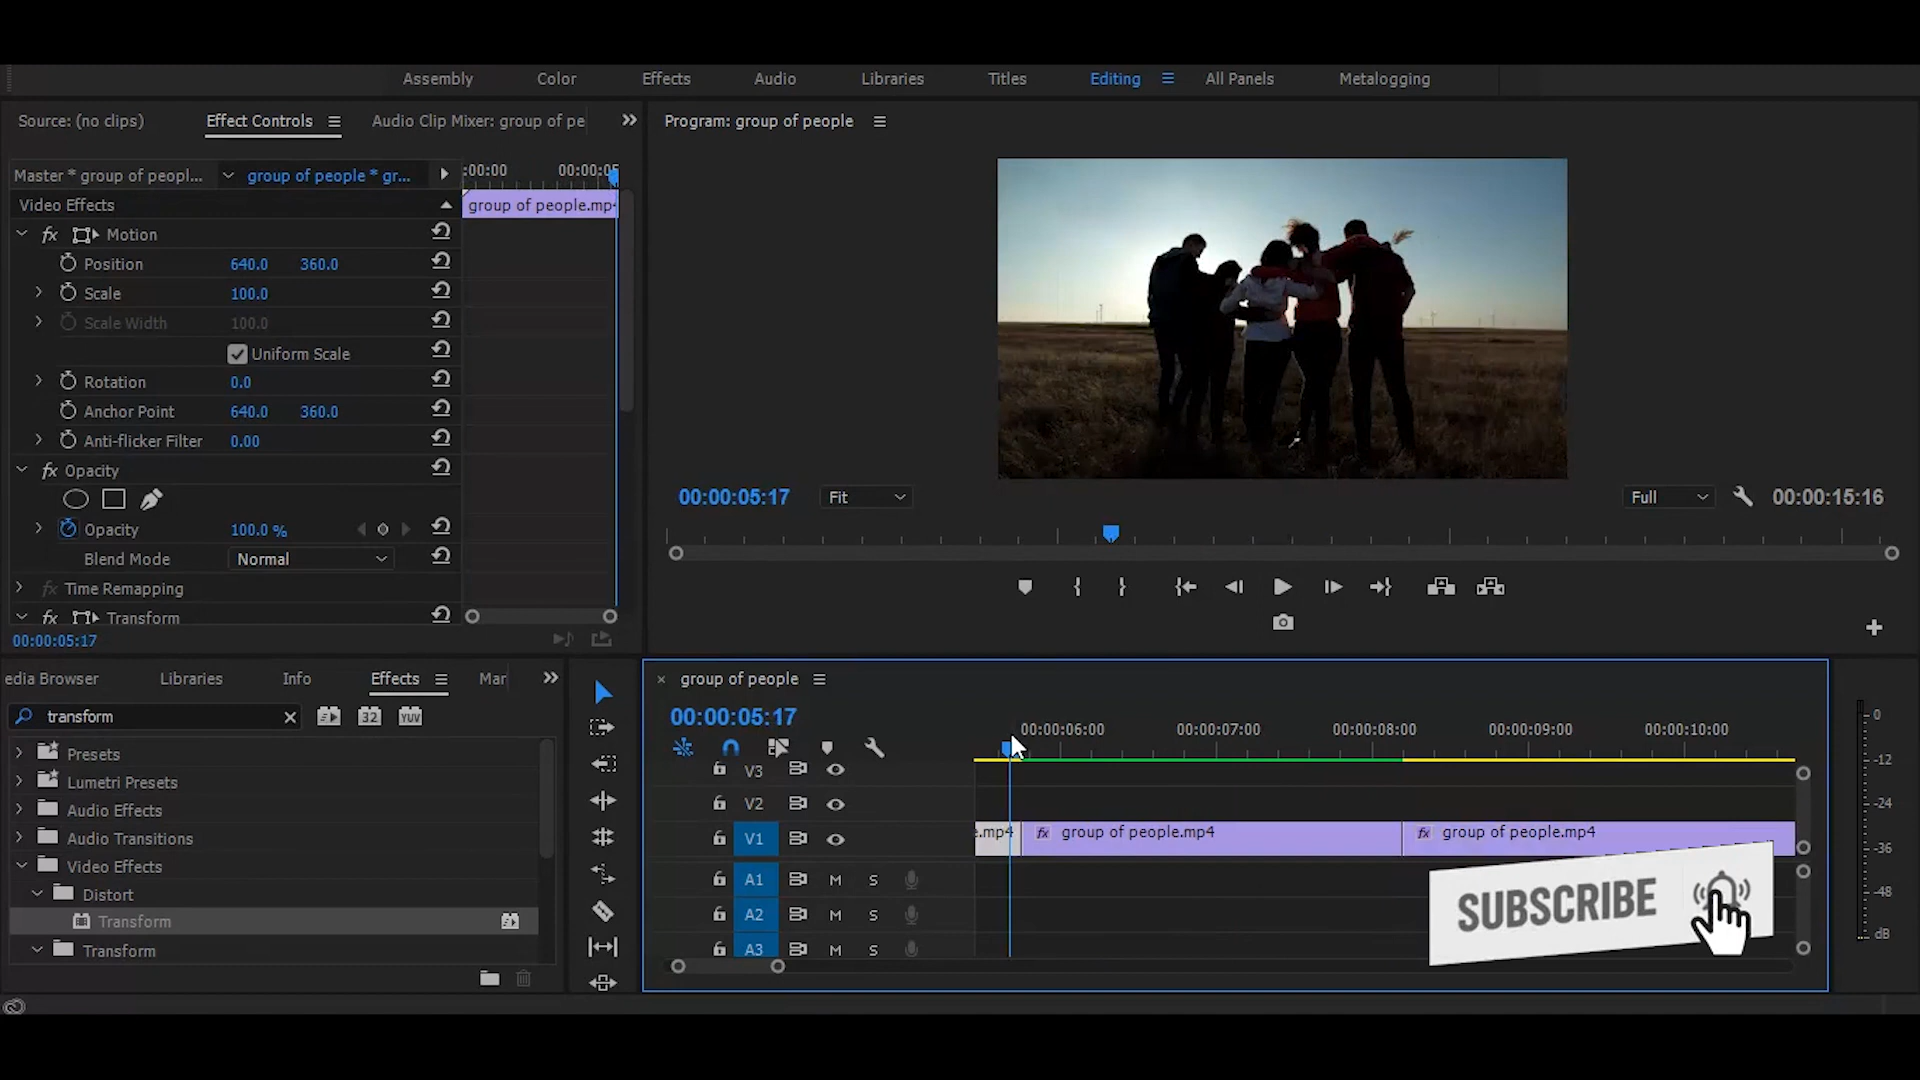 Assembly Color Effects Audio Libraries Titles Editing All Panels Metalogging
Source: (no clips) Effect Controls Audio Clip Mixer: group of pe
Program: group of people
Master * group of peopl... group of people * gr...
:00:00 00:00:05
Video Effects
group of people.mp4
fx Motion
Position 640.0 360.0
Scale 100.0
Scale Width 100.0
Uniform Scale
Rotation 0.0
Anchor Point 640.0 360.0
Anti-flicker Filter 0.00
fx Opacity
Opacity 100.0 %
Blend Mode Normal
fx Time Remapping
fx Transform
00:00:05:17
00:00:05:17 Fit Full 00:00:15:16
edia Browser Libraries Info Effects Mar
transform
32 YUV
Presets
Lumetri Presets
Audio Effects
Audio Transitions
Video Effects
Distort
Transform
Transform
× group of people
00:00:05:17
00:00:06:00 00:00:07:00 00:00:08:00 00:00:09:00 00:00:10:00
V3
V2
V1
e.mp4 fx group of people.mp4 fx group of people.mp4
A1 M S
A2 M S
A3 M S
SUBSCRIBE
0
-12
-24
-36
-48
dB